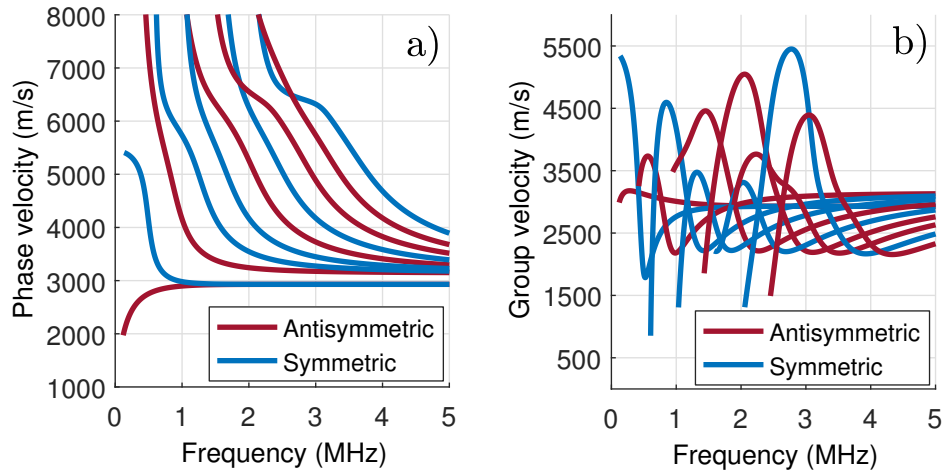 a)
Phase velocity (m/s)
8000
7000
6000
5000
4000
3000
2000
1000
Antisymmetric
Symmetric
0 1 2 3 4 5
Frequency (MHz)
b)
Group velocity (m/s)
5500
4500
3500
2500
1500
500
Antisymmetric
Symmetric
0 1 2 3 4 5
Frequency (MHz)